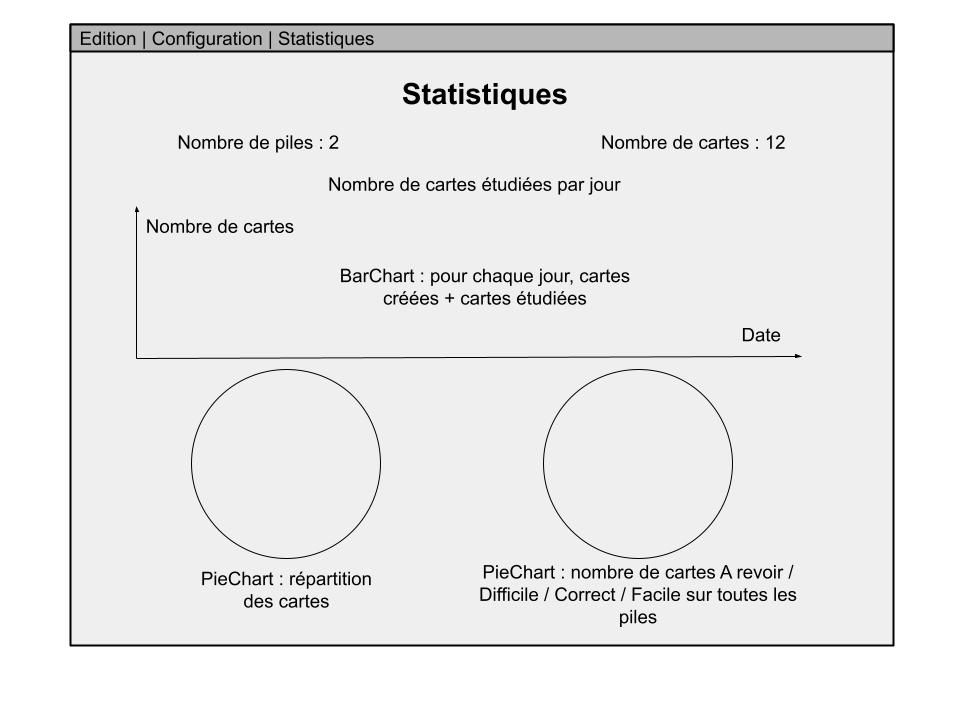 Edition | Configuration | Statistiques
Statistiques
Nombre de piles : 2
Nombre de cartes : 12
Nombre de cartes étudiées par jour
Nombre de cartes
BarChart : pour chaque jour, cartes
créées + cartes étudiées
Date
PieChart : répartition
des cartes
PieChart : nombre de cartes A revoir /
Difficile / Correct / Facile sur toutes les
piles